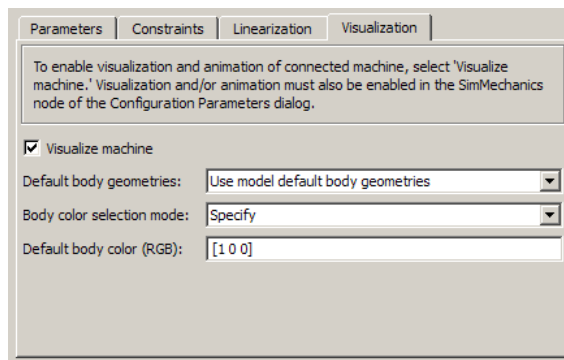 Parameters Constraints Linearization Visualization
To enable visualization and animation of connected machine, select 'Visualize
machine.' Visualization and/or animation must also be enabled in the SimMechanics
node of the Configuration Parameters dialog.
Visualize machine
Default body geometries: Use model default body geometries
Body color selection mode: Specify
Default body color (RGB): [1 0 0]